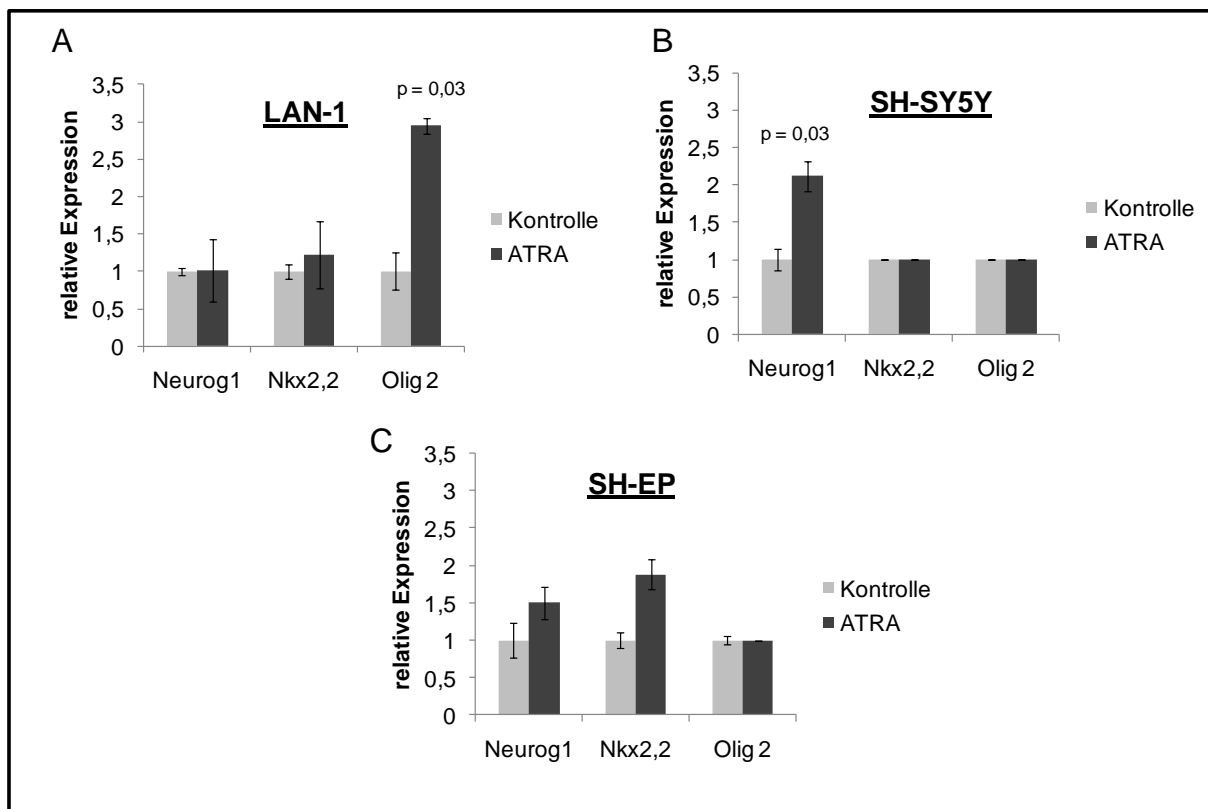 A
LAN-1
relative Expression
3,5
3
2,5
2
1,5
1
0,5
0
p = 0,03
Neurog1 Nkx2,2 Olig 2
Kontrolle
ATRA
B
SH-SY5Y
relative Expression
3,5
3
2,5
2
1,5
1
0,5
0
p = 0,03
Neurog1 Nkx2,2 Olig 2
Kontrolle
ATRA
C
SH-EP
relative Expression
3,5
3
2,5
2
1,5
1
0,5
0
Neurog1 Nkx2,2 Olig 2
Kontrolle
ATRA